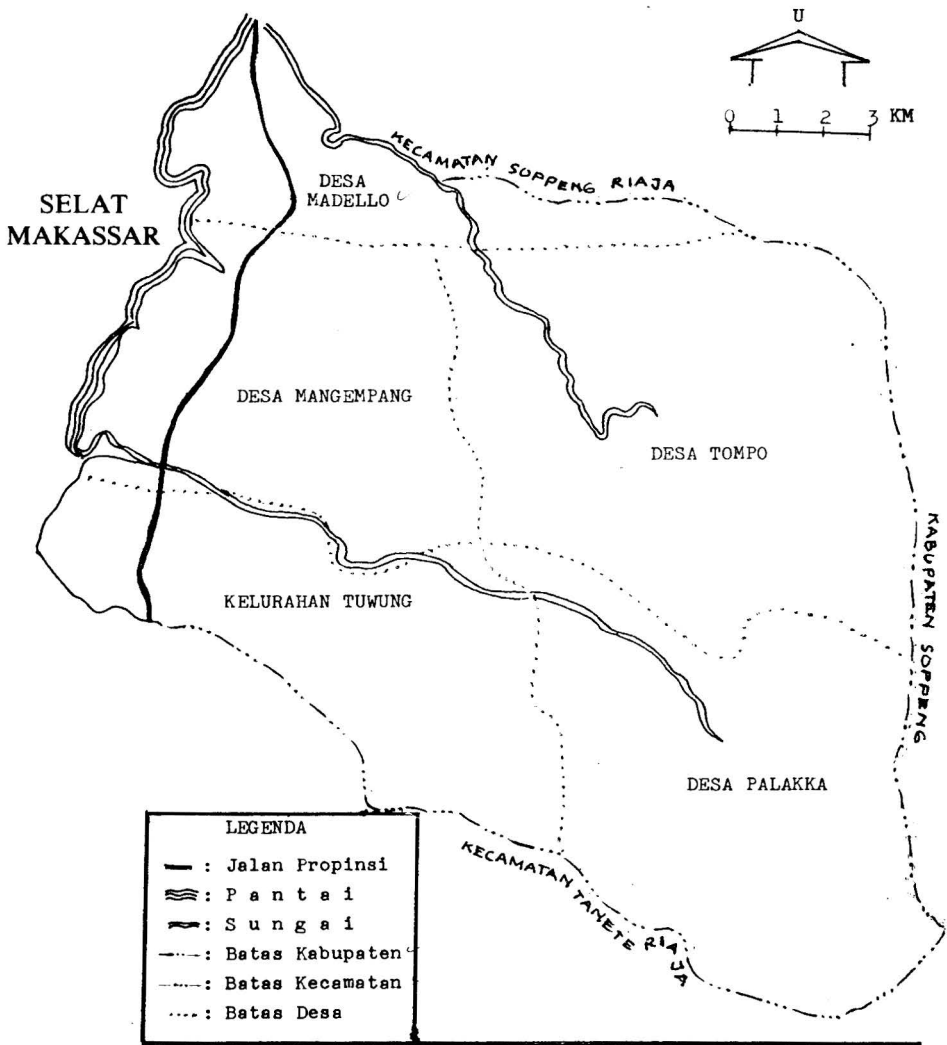 U
0 1 2 3 KM
KECAMATAN SOPPENG RIAJA
DESA
MADELLO
SELAT
MAKASSAR
DESA MANGEMPANG
DESA TOMPO
KABUPATEN SOPPENG
KELURAHAN TUWUNG
DESA PALAKKA
KECAMATAN TANETE RIAJA
LEGENDA
: Jalan Propinsi
: P a n t a i
: S u n g a i
: Batas Kabupaten
: Batas Kecamatan
: Batas Desa